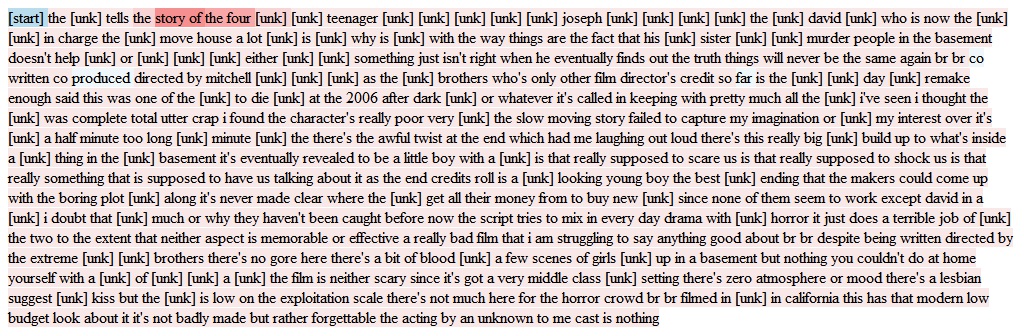 [start] the [unk] tells the story of the four [unk] [unk] teenager [unk] [unk] [unk] [unk] [unk] joseph [unk] [unk] [unk] [unk] the [unk] david [unk] who is now the [unk]
[unk] in charge the [unk] move house a lot [unk] is [unk] why is [unk] with the way things are the fact that his [unk] sister [unk] [unk] murder people in the basement
doesn't help [unk] or [unk] [unk] [unk] either [unk] [unk] something just isn't right when he eventually finds out the truth things will never be the same again br br co
written co produced directed by mitchell [unk] [unk] [unk] as the [unk] brothers who's only other film director's credit so far is the [unk] [unk] day [unk] remake
enough said this was one of the [unk] to die [unk] at the 2006 after dark [unk] or whatever it's called in keeping with pretty much all the [unk] i've seen i thought the
[unk] was complete total utter crap i found the character's really poor very [unk] the slow moving story failed to capture my imagination or [unk] my interest over it's
[unk] a half minute too long [unk] minute [unk] the there's the awful twist at the end which had me laughing out loud there's this really big [unk] build up to what's inside
a [unk] thing in the [unk] basement it's eventually revealed to be a little boy with a [unk] is that really supposed to scare us is that really supposed to shock us is that
really something that is supposed to have us talking about it as the end credits roll is a [unk] looking young boy the best [unk] ending that the makers could come up
with the boring plot [unk] along it's never made clear where the [unk] get all their money from to buy new [unk] since none of them seem to work except david in a
[unk] i doubt that [unk] much or why they haven't been caught before now the script tries to mix in every day drama with [unk] horror it just does a terrible job of [unk]
the two to the extent that neither aspect is memorable or effective a really bad film that i am struggling to say anything good about br br despite being written directed by
the extreme [unk] [unk] brothers there's no gore here there's a bit of blood [unk] a few scenes of girls [unk] up in a basement but nothing you couldn't do at home
yourself with a [unk] of [unk] [unk] a [unk] the film is neither scary since it's got a very middle class [unk] setting there's zero atmosphere or mood there's a lesbian
suggest [unk] kiss but the [unk] is low on the exploitation scale there's not much here for the horror crowd br br filmed in [unk] in california this has that modern low
budget look about it it's not badly made but rather forgettable the acting by an unknown to me cast is nothing